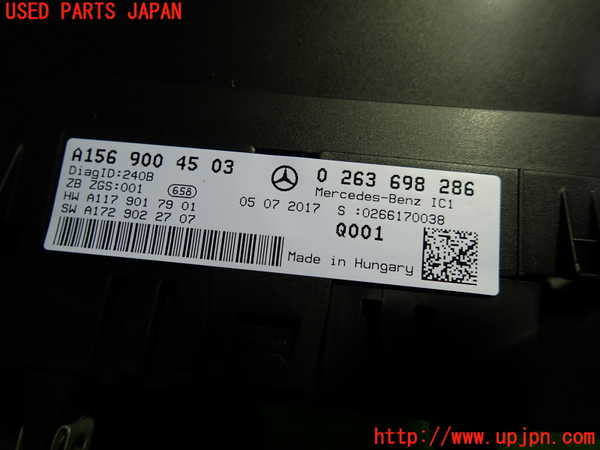 USED PARTS JAPAN
A156 900 45 03
0 263 698 286
DiagID:240B
Mercedes-Benz IC1
ZB ZGS:001
658
HW A117 901 79 01
05 07 2017
S :0266170038
SW A172 902 27 07
Q001
Made in Hungary
UPJ
http://www.upjpn.com/